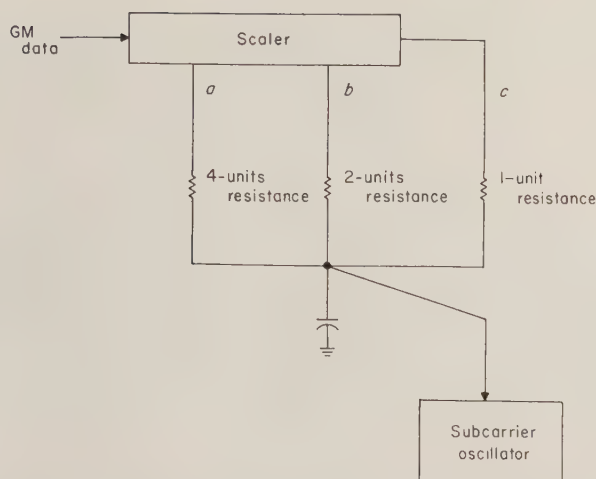 GM
data
Scaler
a
b
c
4-units
resistance
2-units
resistance
1-unit
resistance
Subcarrier
oscillator